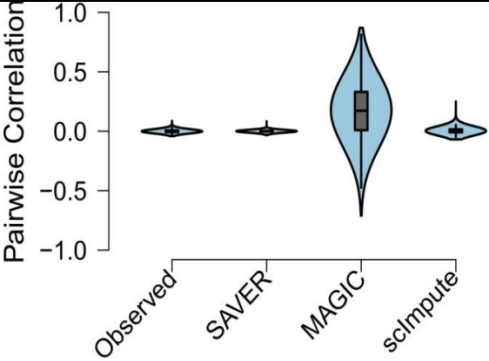 Pairwise Correlation
1.0
0.5
0.0
−0.5
−1.0
Observed
SAVER
MAGIC
scImpute